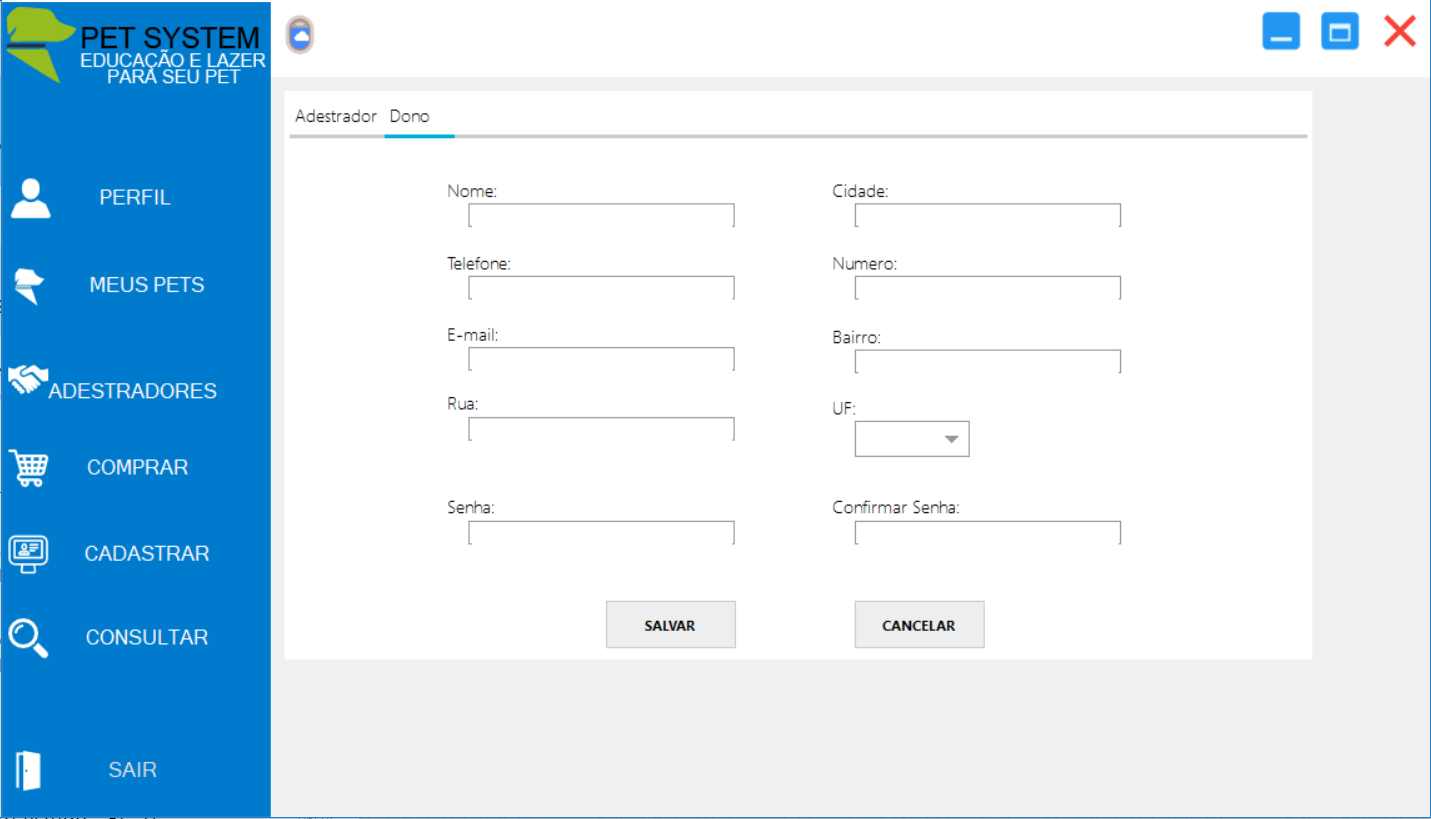 PET SYSTEM
EDUCAÇÃO E LAZER
PARA SEU PET
PERFIL
MEUS PETS
ADESTRADORES
COMPRAR
CADASTRAR
CONSULTAR
SAIR
Adestrador Dono
Nome:
Cidade:
Telefone:
Numero:
E-mail:
Bairro:
Rua:
UF:
Senha:
Confirmar Senha:
SALVAR
CANCELAR